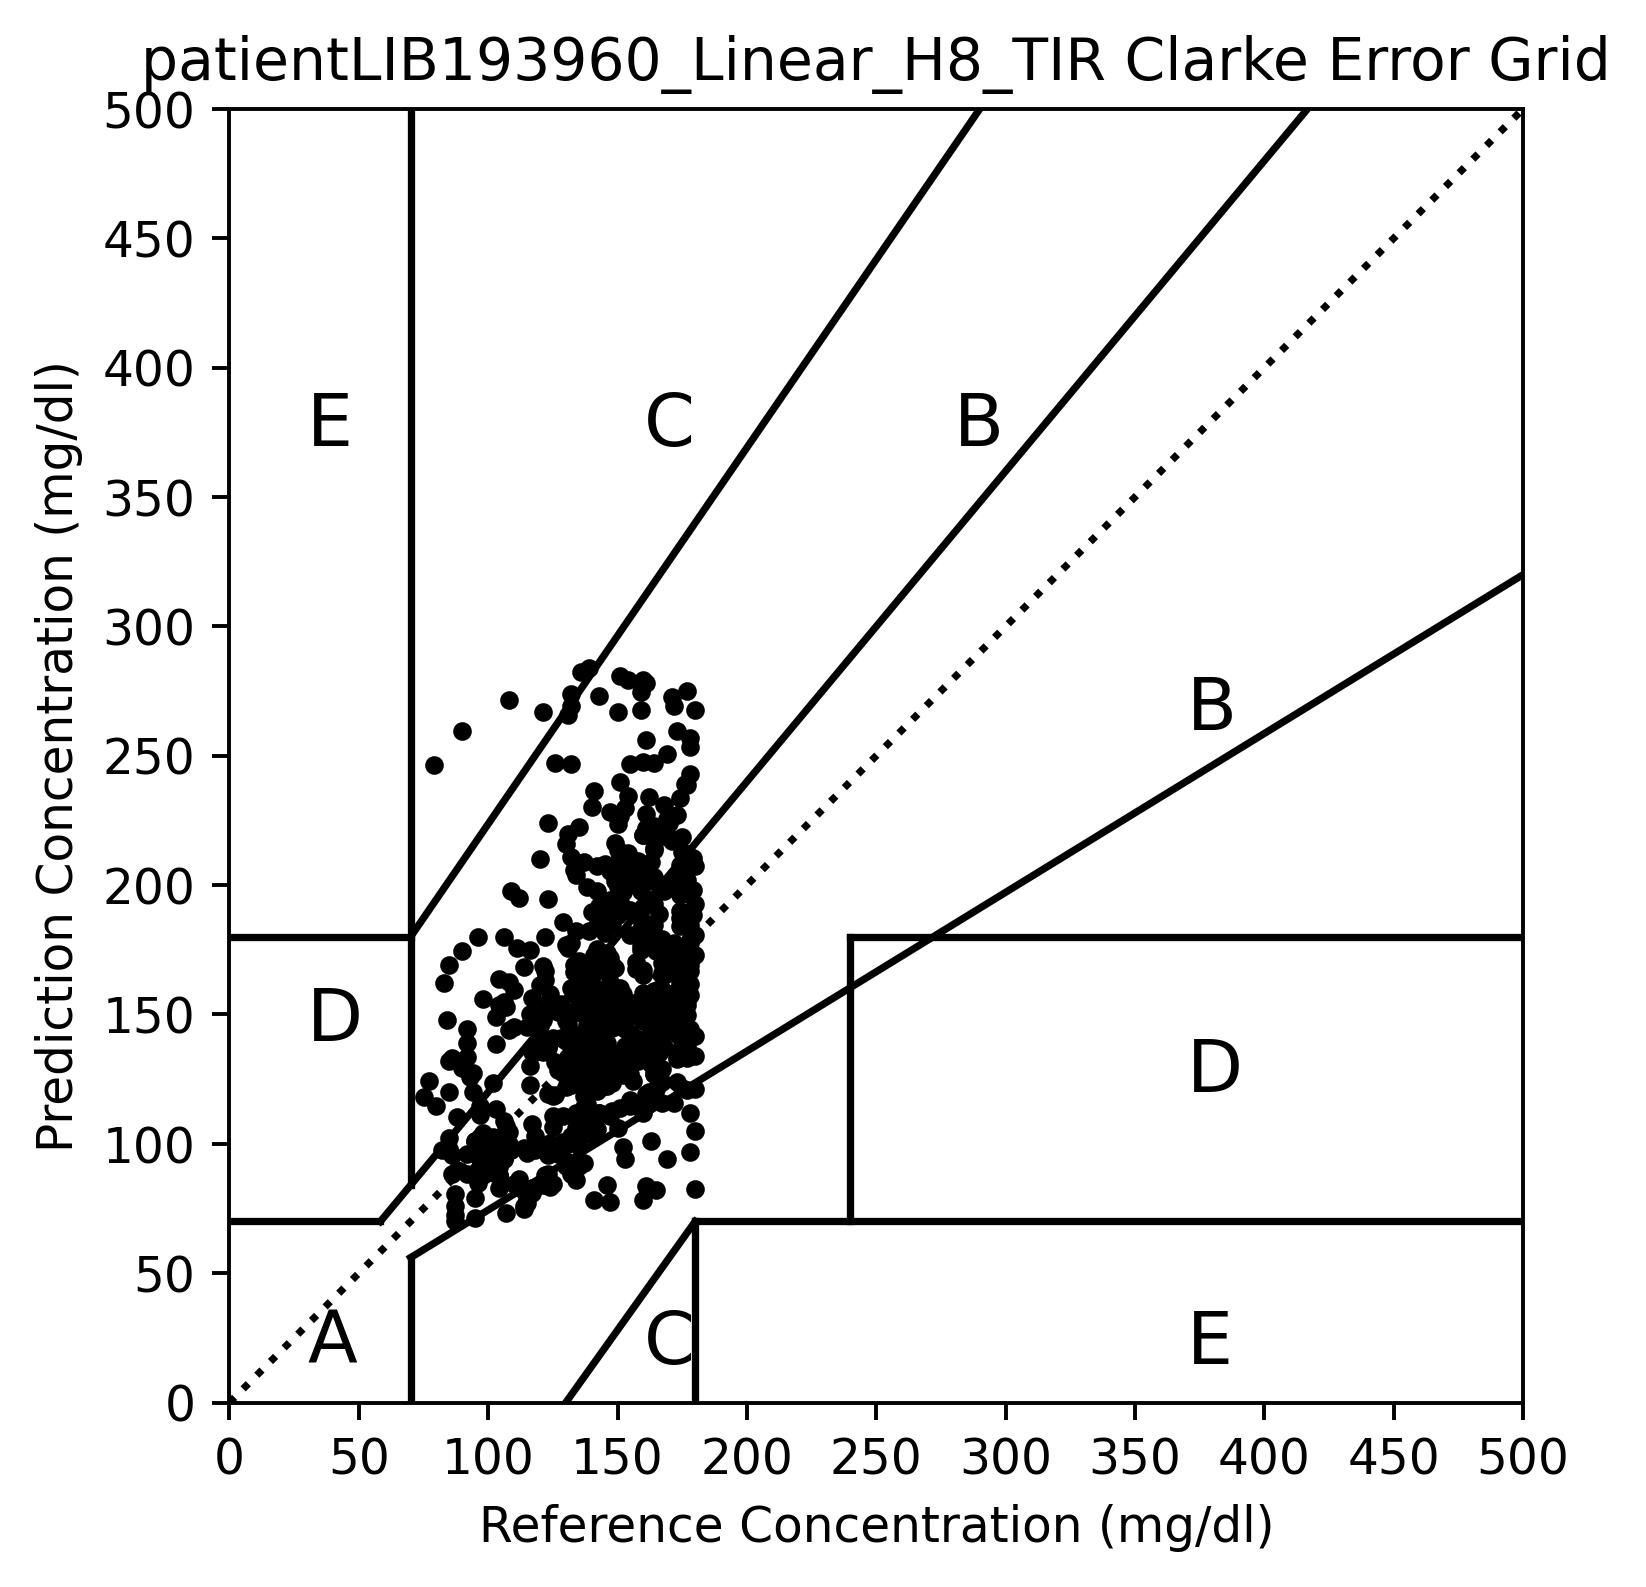 patientLIB193960_Linear_H8_TIR Clarke Error Grid
Prediction Concentration (mg/dl)
500
450
400
350
300
250
200
150
100
50
0
E
C
B
B
D
D
A
C
E
0 50 100 150 200 250 300 350 400 450 500
Reference Concentration (mg/dl)